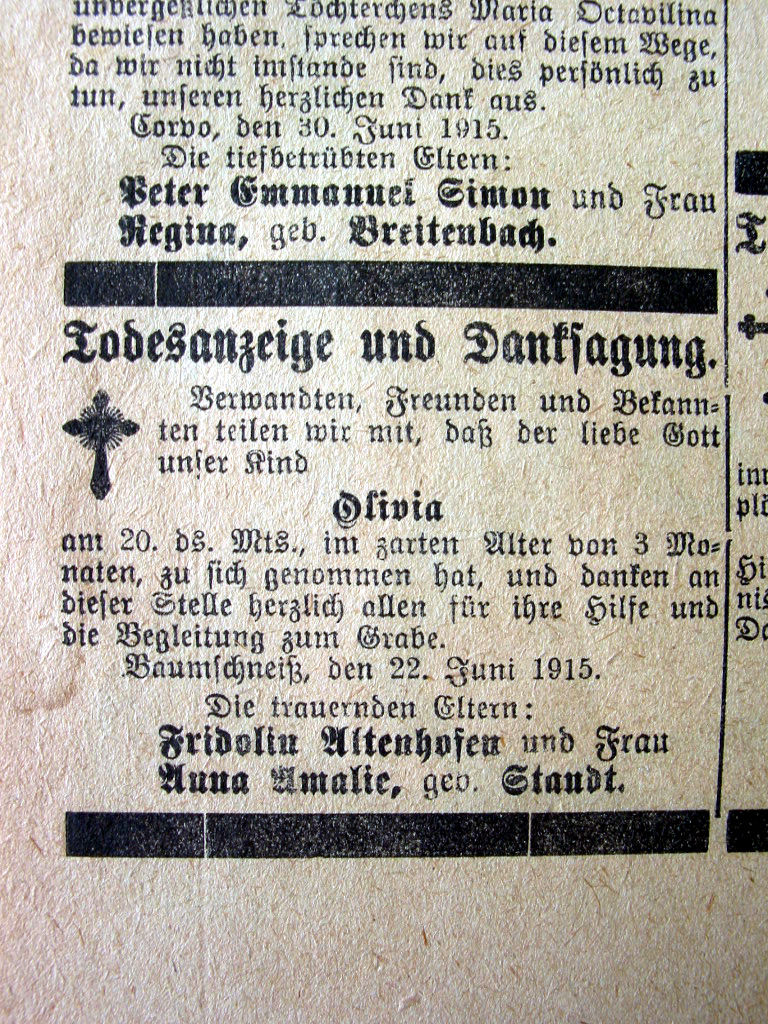 unvergeßlichen Töchterchens Maria Octavilina
bewiesen haben, sprechen wir auf diesem Wege,
da wir nicht imstande sind, dies persönlich zu
tun, unseren herzlichen Dank aus.
Corvo, den 30. Juni 1915.
Die tiefbetrübten Eltern:
Peter Emmanuel Simon und Frau
Regina, geb. Breitenbach.
Todesanzeige und Danksagung.
Verwandten, Freunden und Bekann-
ten teilen wir mit, daß der liebe Gott
unser Kind
Olivia
am 20. ds. Mts., im zarten Alter von 3 Mo-
naten, zu sich genommen hat, und danken an
dieser Stelle herzlich allen für ihre Hilfe und
die Begleitung zum Grabe.
Baumschneiß, den 22. Juni 1915.
Die trauernden Eltern:
Fridolin Altenhofen und Frau
Anna Amalie, geb. Staudt.